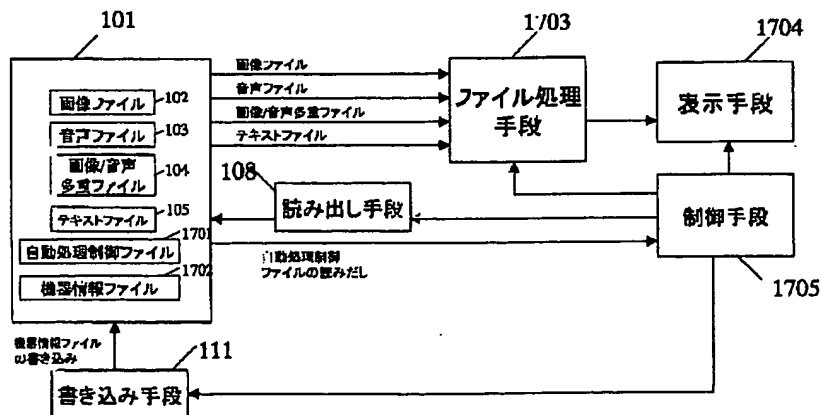 101
画像ファイル 102
音声ファイル 103
画像/音声
多重ファイル 104
テキストファイル 105
自動処理制御ファイル 1701
機器情報ファイル 1702
画像ファイル
音声ファイル
画像/音声多重ファイル
テキストファイル
1703
ファイル処理
手段
1704
表示手段
108
読み出し手段
制御手段
1705
自動処理制御
ファイルの読みだし
機器情報ファイル
の書き込み
111
書き込み手段